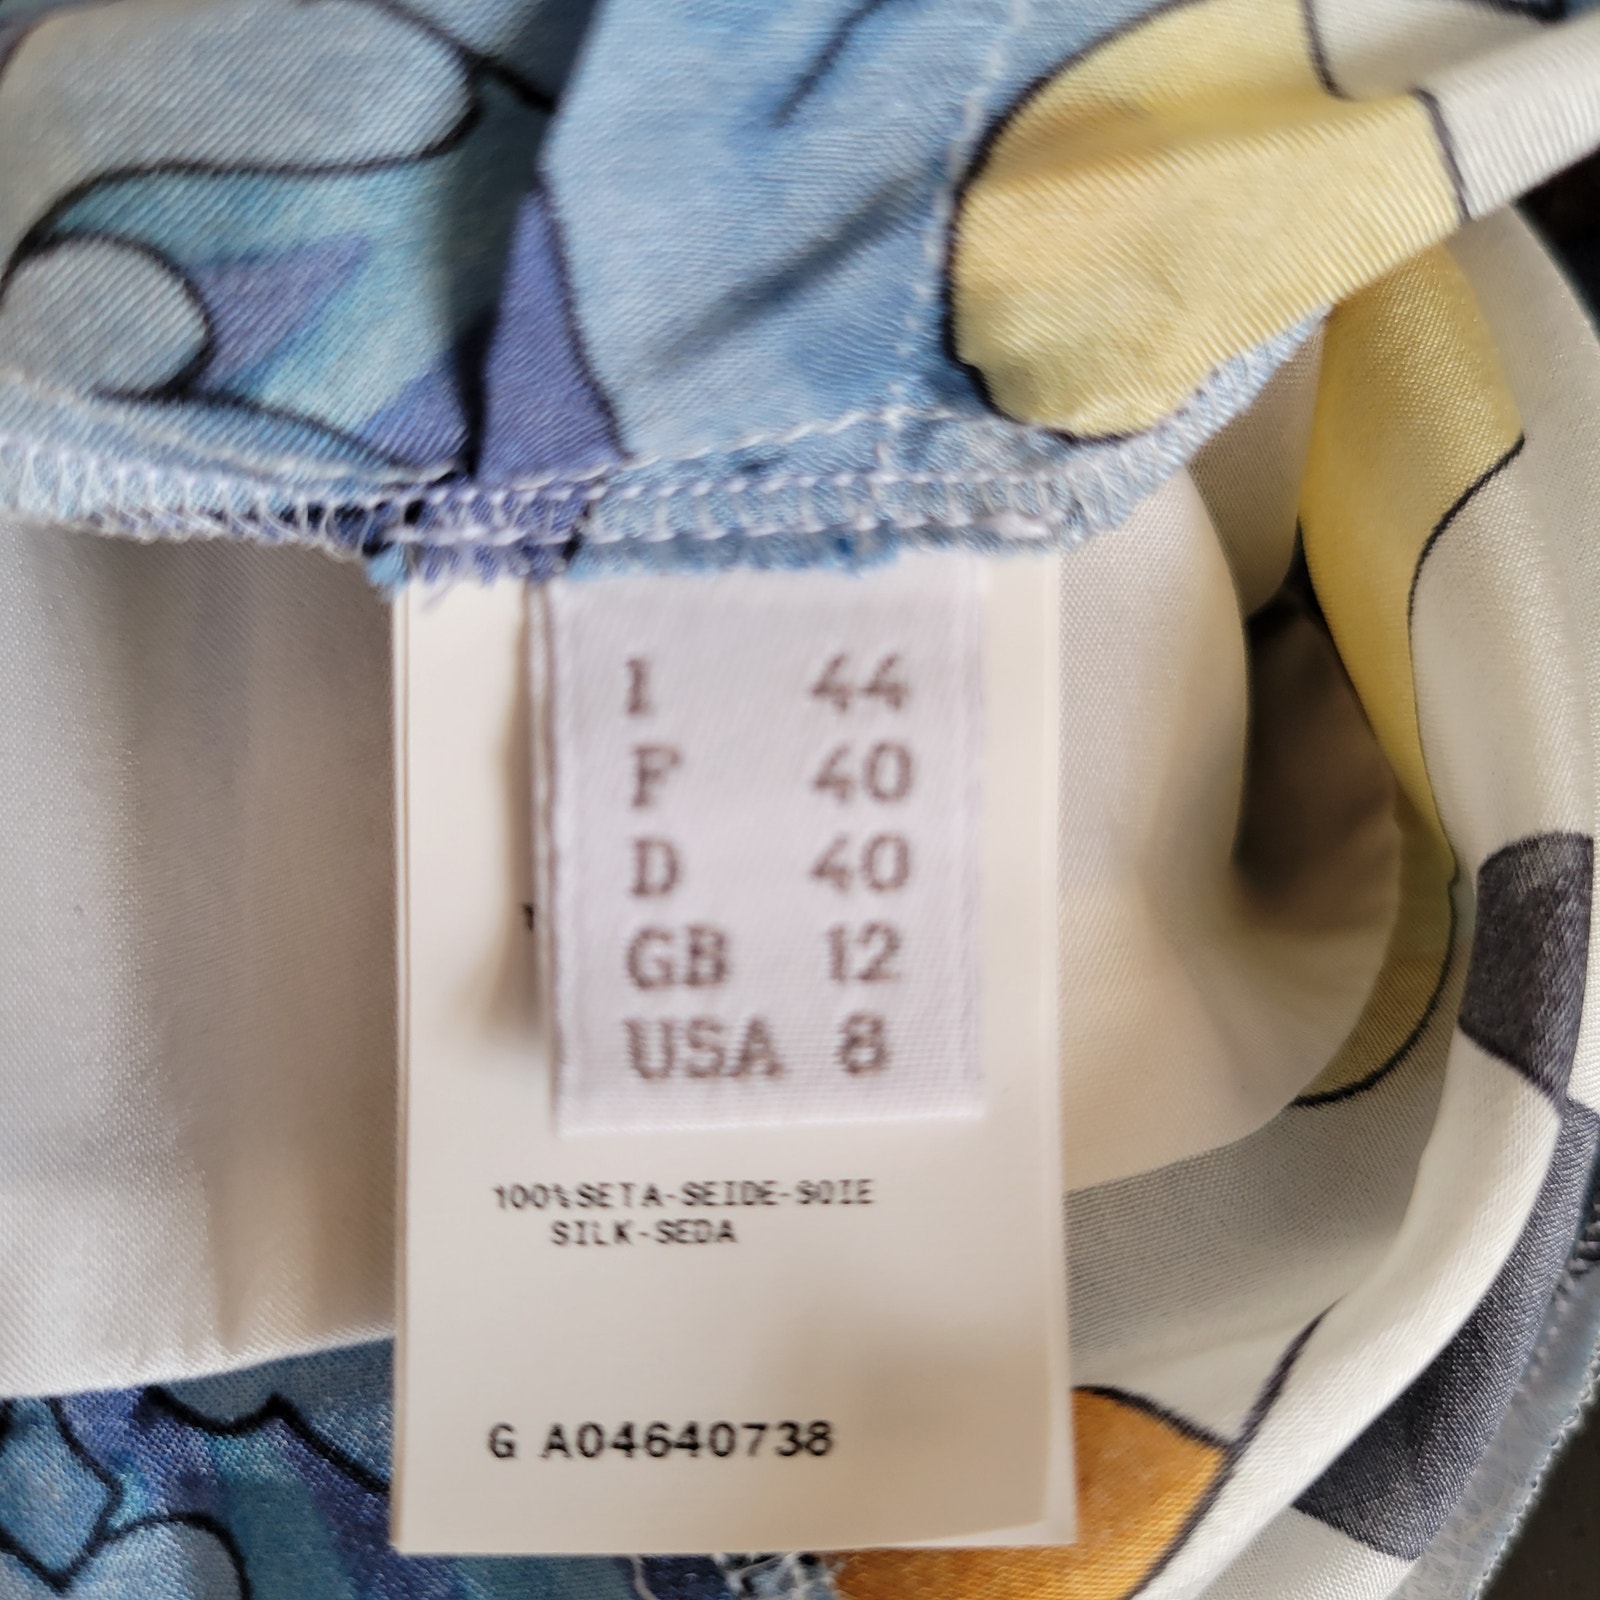 I 44
F 40
D 40
GB 12
USA 8
100%SETA-SEIDE-SOIE
SILK-SEDA
G A04640738